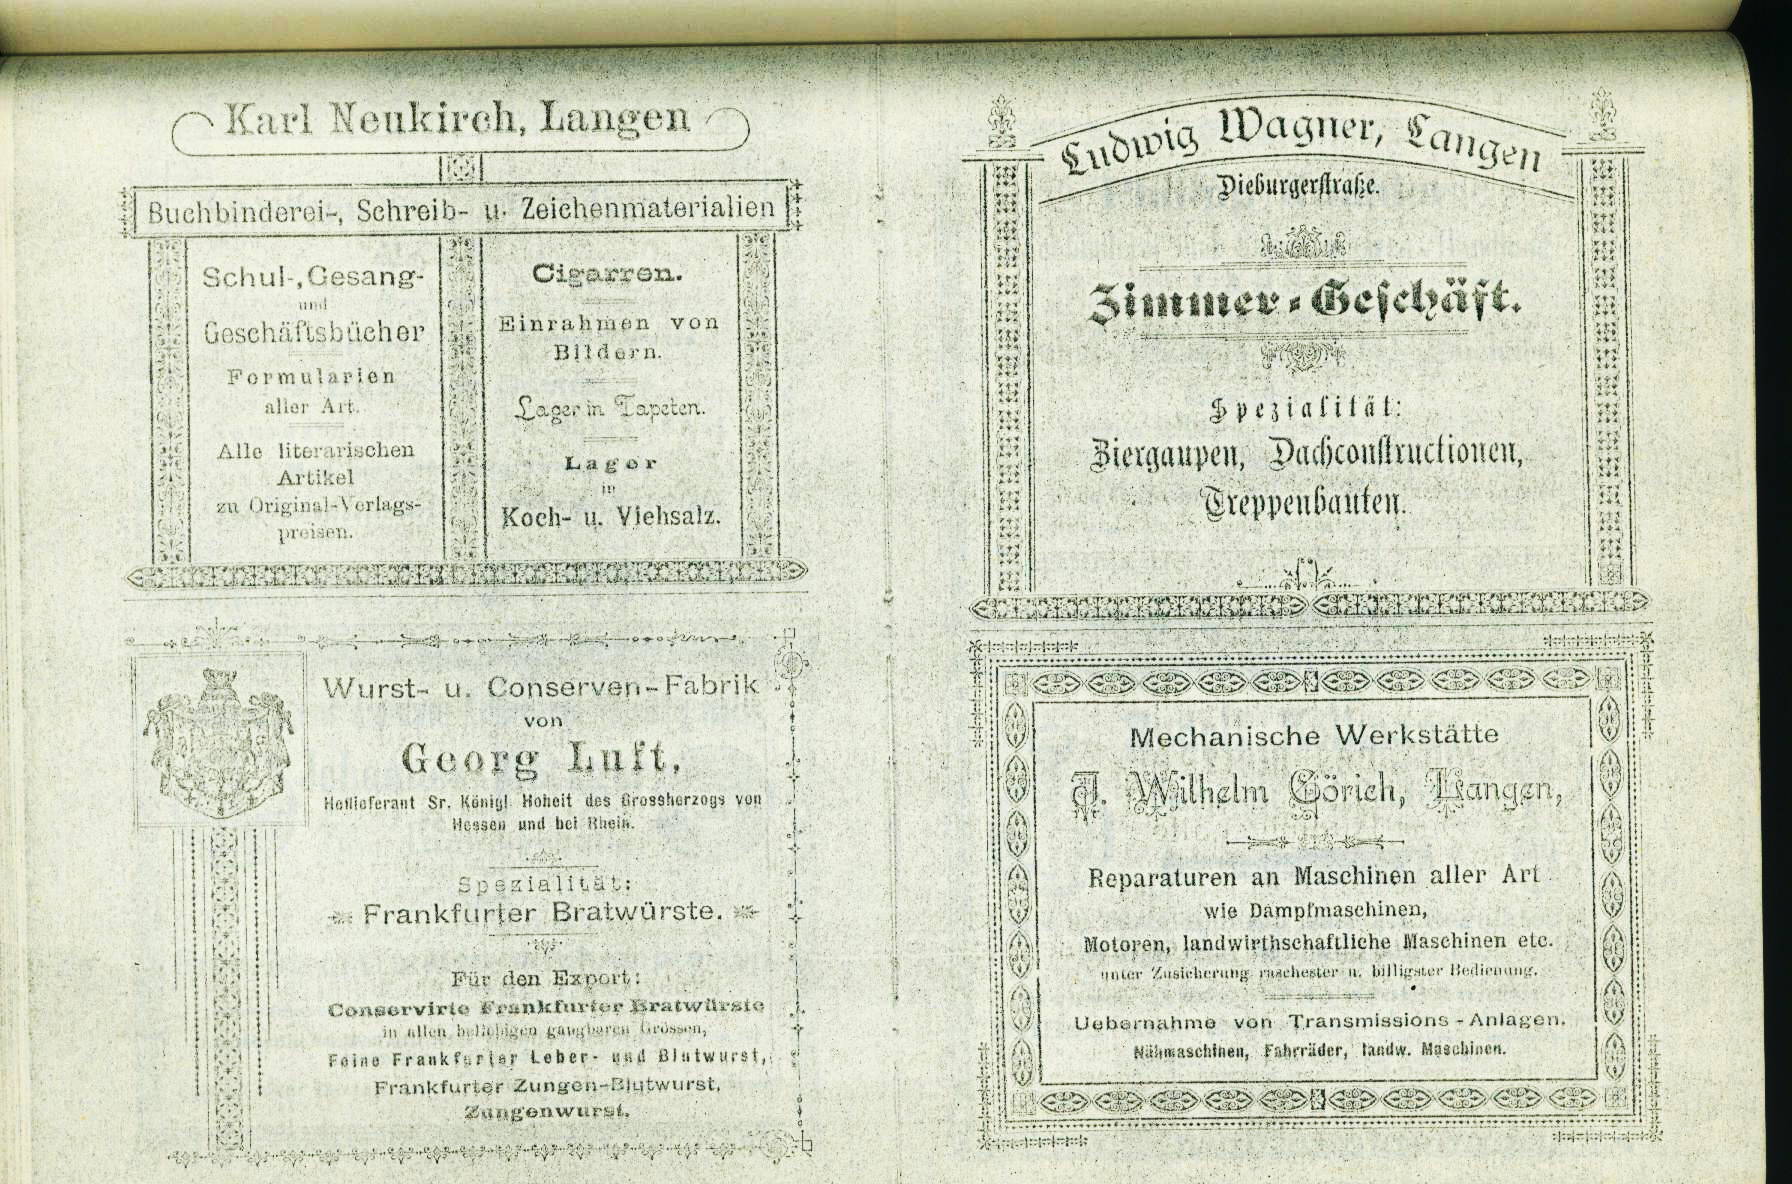 Karl Neukirch, Langen
Buchbinderei-, Schreib- u. Zeichenmaterialien
Schul-, Gesang-
und
Geschäftsbücher
Formularien
aller Art.
Alle literarischen
Artikel
zu Original-Verlags-
preisen.
Cigarren.
Einrahmen von
Bildern.
Lager in Tapeten.
Lager
in
Koch- u. Viehsalz.
Wurst- u. Conserven-Fabrik
von
Georg Luft,
Hoflieferant Sr. Königl Hoheit des Grossherzogs von
Hessen und bei Rhein.
Spezialität:
Frankfurter Bratwürste.
Für den Export:
Conservirte Frankfurter Bratwürste
in allen beliebigen gangbaren Grössen,
Feine Frankfurter Leber- und Blutwurst,
Frankfurter Zungen-Blutwurst,
Zungenwurst.
Ludwig Wagner, Langen
Dieburgerstraße.
Zimmer-Geschäft.
Spezialität:
Ziergaupen, Dachconstructionen,
Treppenbauten.
Mechanische Werkstätte
J. Wilhelm Görich, Langen,
Reparaturen an Maschinen aller Art
wie Dampfmaschinen,
Motoren, landwirthschaftliche Maschinen etc.
unter Zusicherung raschester u. billigster Bedienung.
Uebernahme von Transmissions-Anlagen.
Nähmaschinen, Fahrräder, landw. Maschinen.